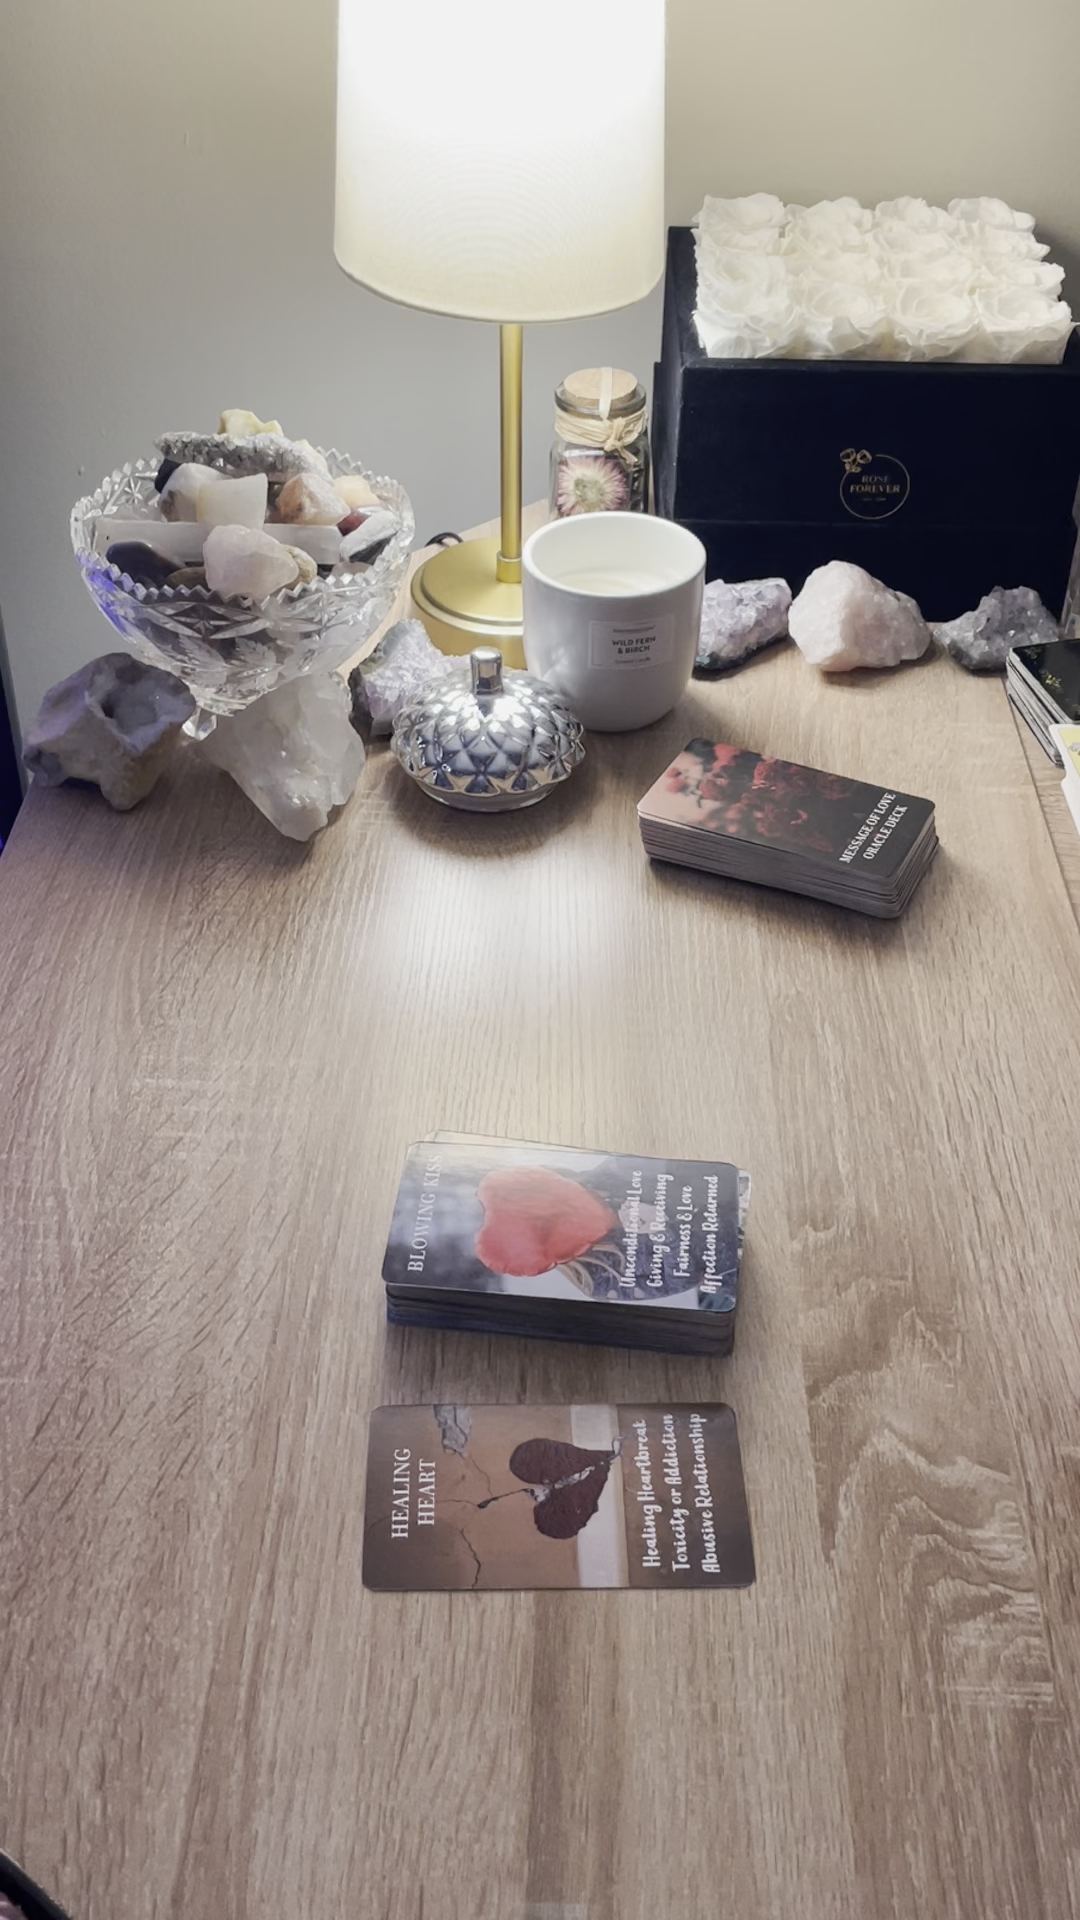 ROSE
FOREVER
WILD FERN
& BIRCH
MESSAGE OF LOVE
ORACLE DECK
BLOWING KISS
Unconditional Love
Giving & Receiving
Fairness & Love
Affection Returned
HEALING
HEART
Healing Heartbreak
Toxicity or Addiction
Abusive Relationship